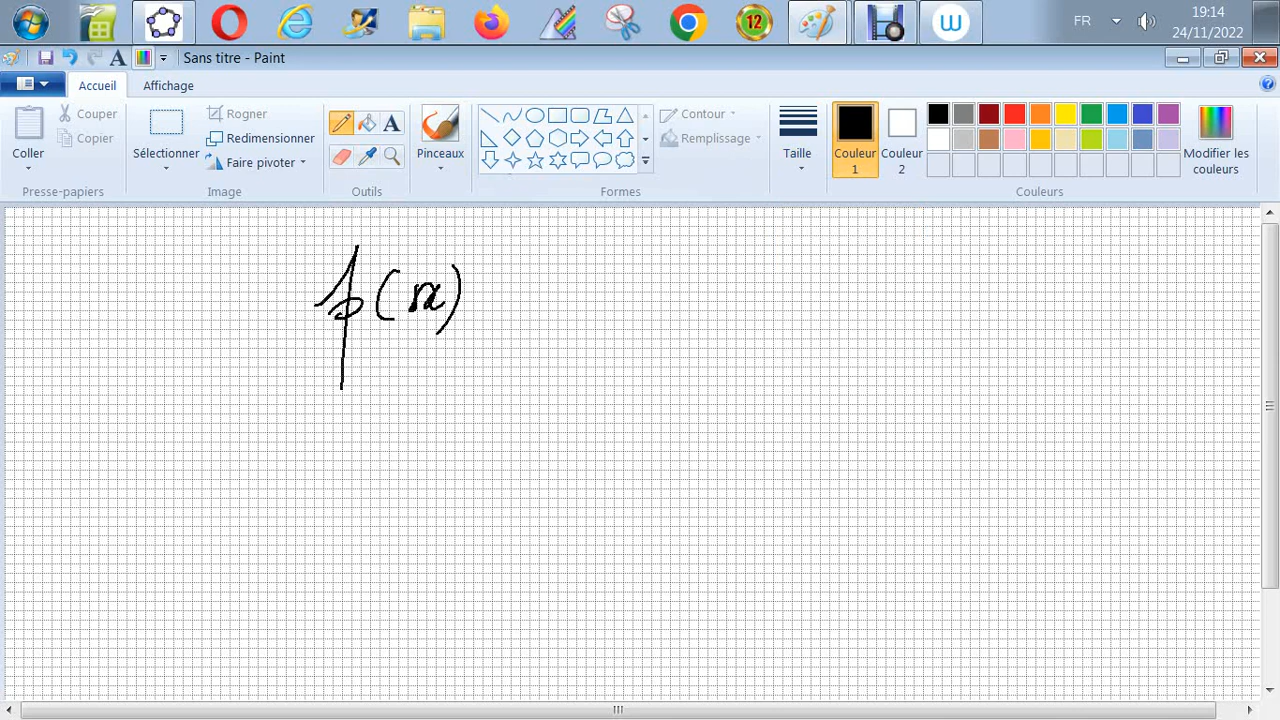 12
FR
19:14
24/11/2022
Sans titre - Paint
Accueil
Affichage
Coller
Couper
Copier
Presse-papiers
Sélectionner
Rogner
Redimensionner
Faire pivoter
Image
A
Outils
Pinceaux
Contour
Remplissage
Formes
Taille
Couleur
1
Couleur
2
Modifier les
couleurs
Couleurs
f(x)